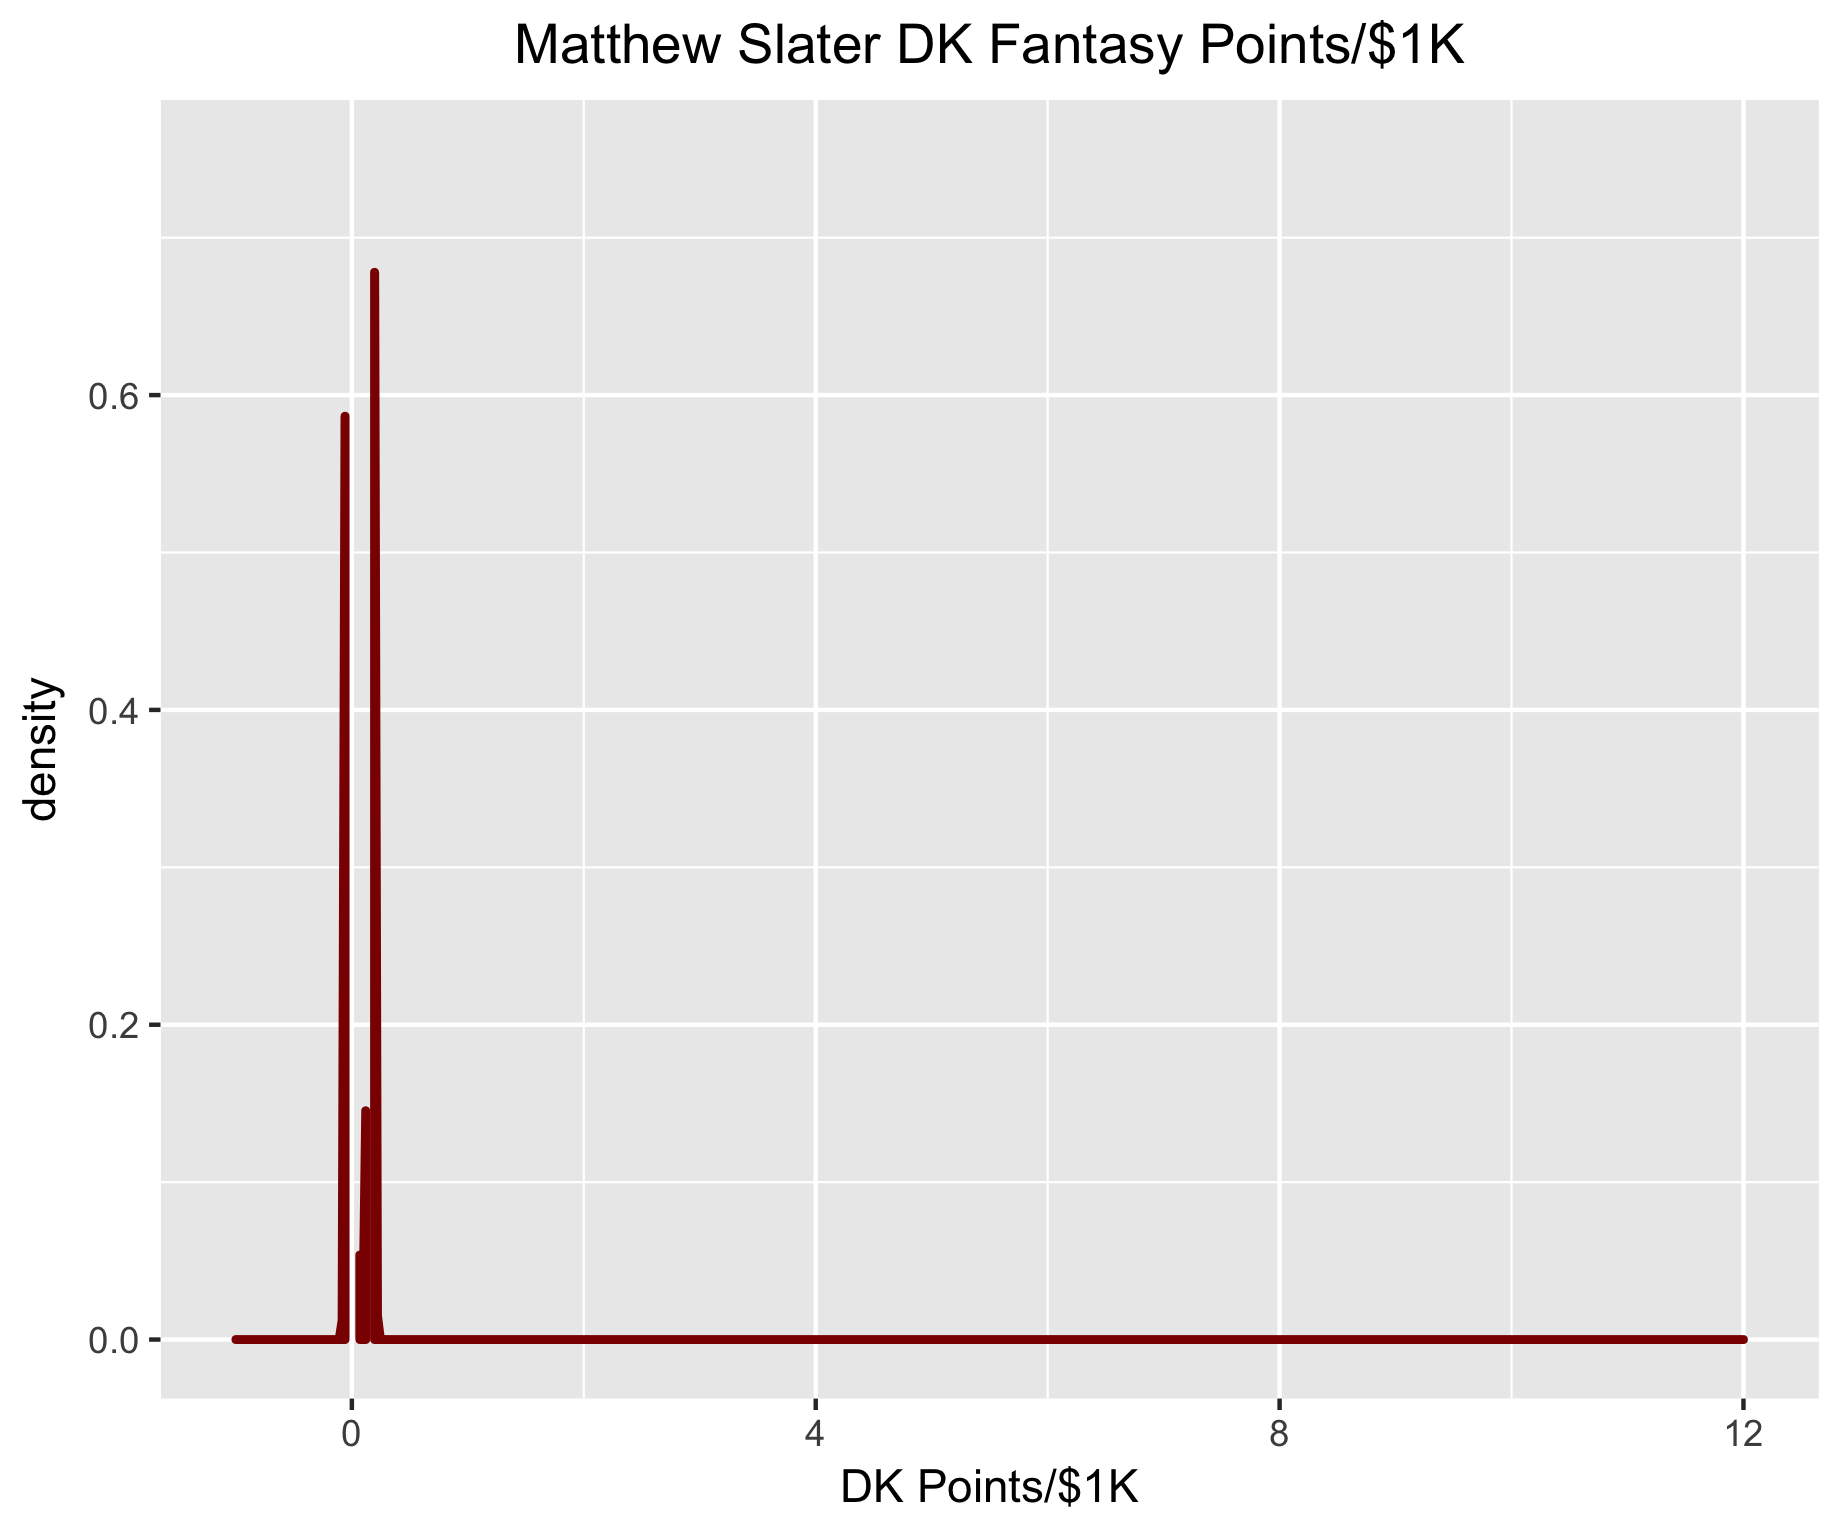 Matthew Slater DK Fantasy Points/$1K
density
0.6
0.4
0.2
0.0
0 4 8 12
DK Points/$1K